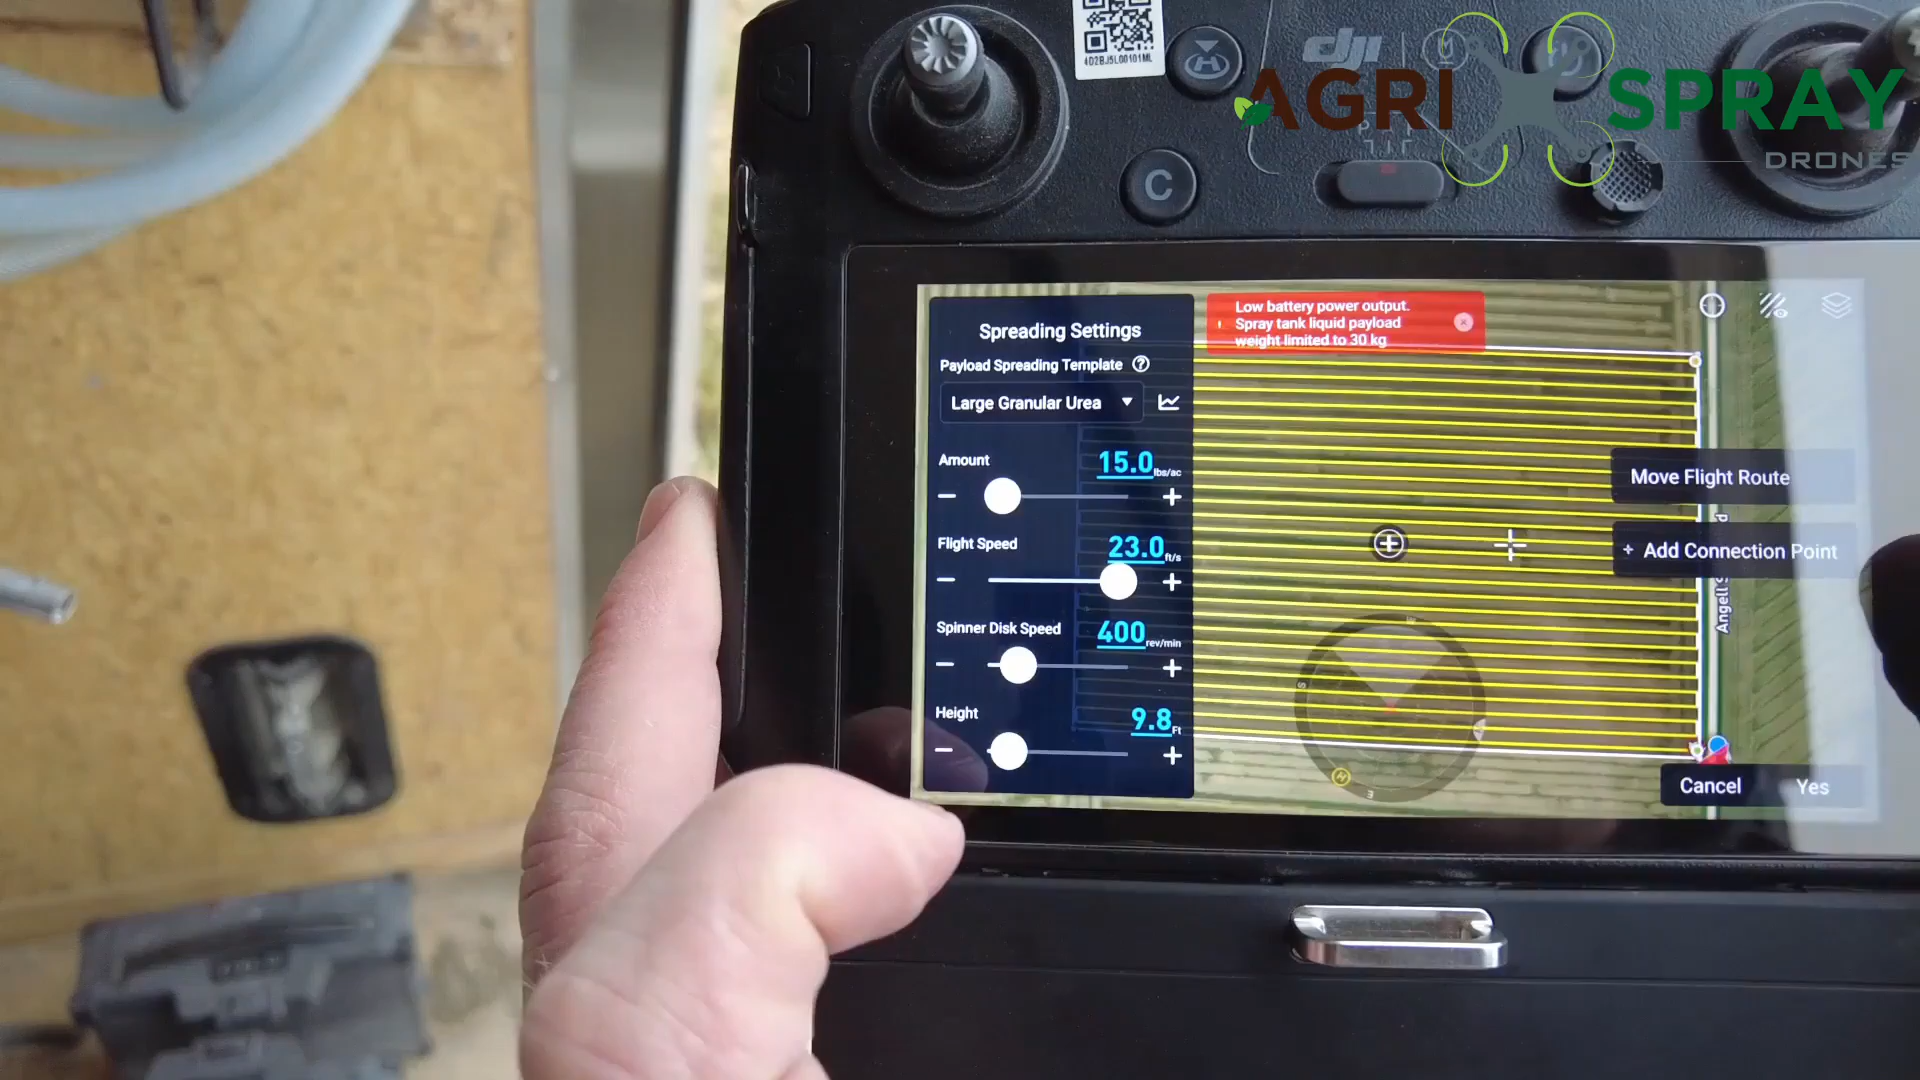 4D2BJ5L00101ML
dji
AGRI SPRAY
DRONES
C
Spreading Settings
Payload Spreading Template ?
Large Granular Urea
Amount 15.0 lbs/ac
Flight Speed 23.0 ft/s
Spinner Disk Speed 400 rev/min
Height 9.8 Ft
Low battery power output.
Spray tank liquid payload
weight limited to 30 kg
Move Flight Route
+ Add Connection Point
Cancel Yes